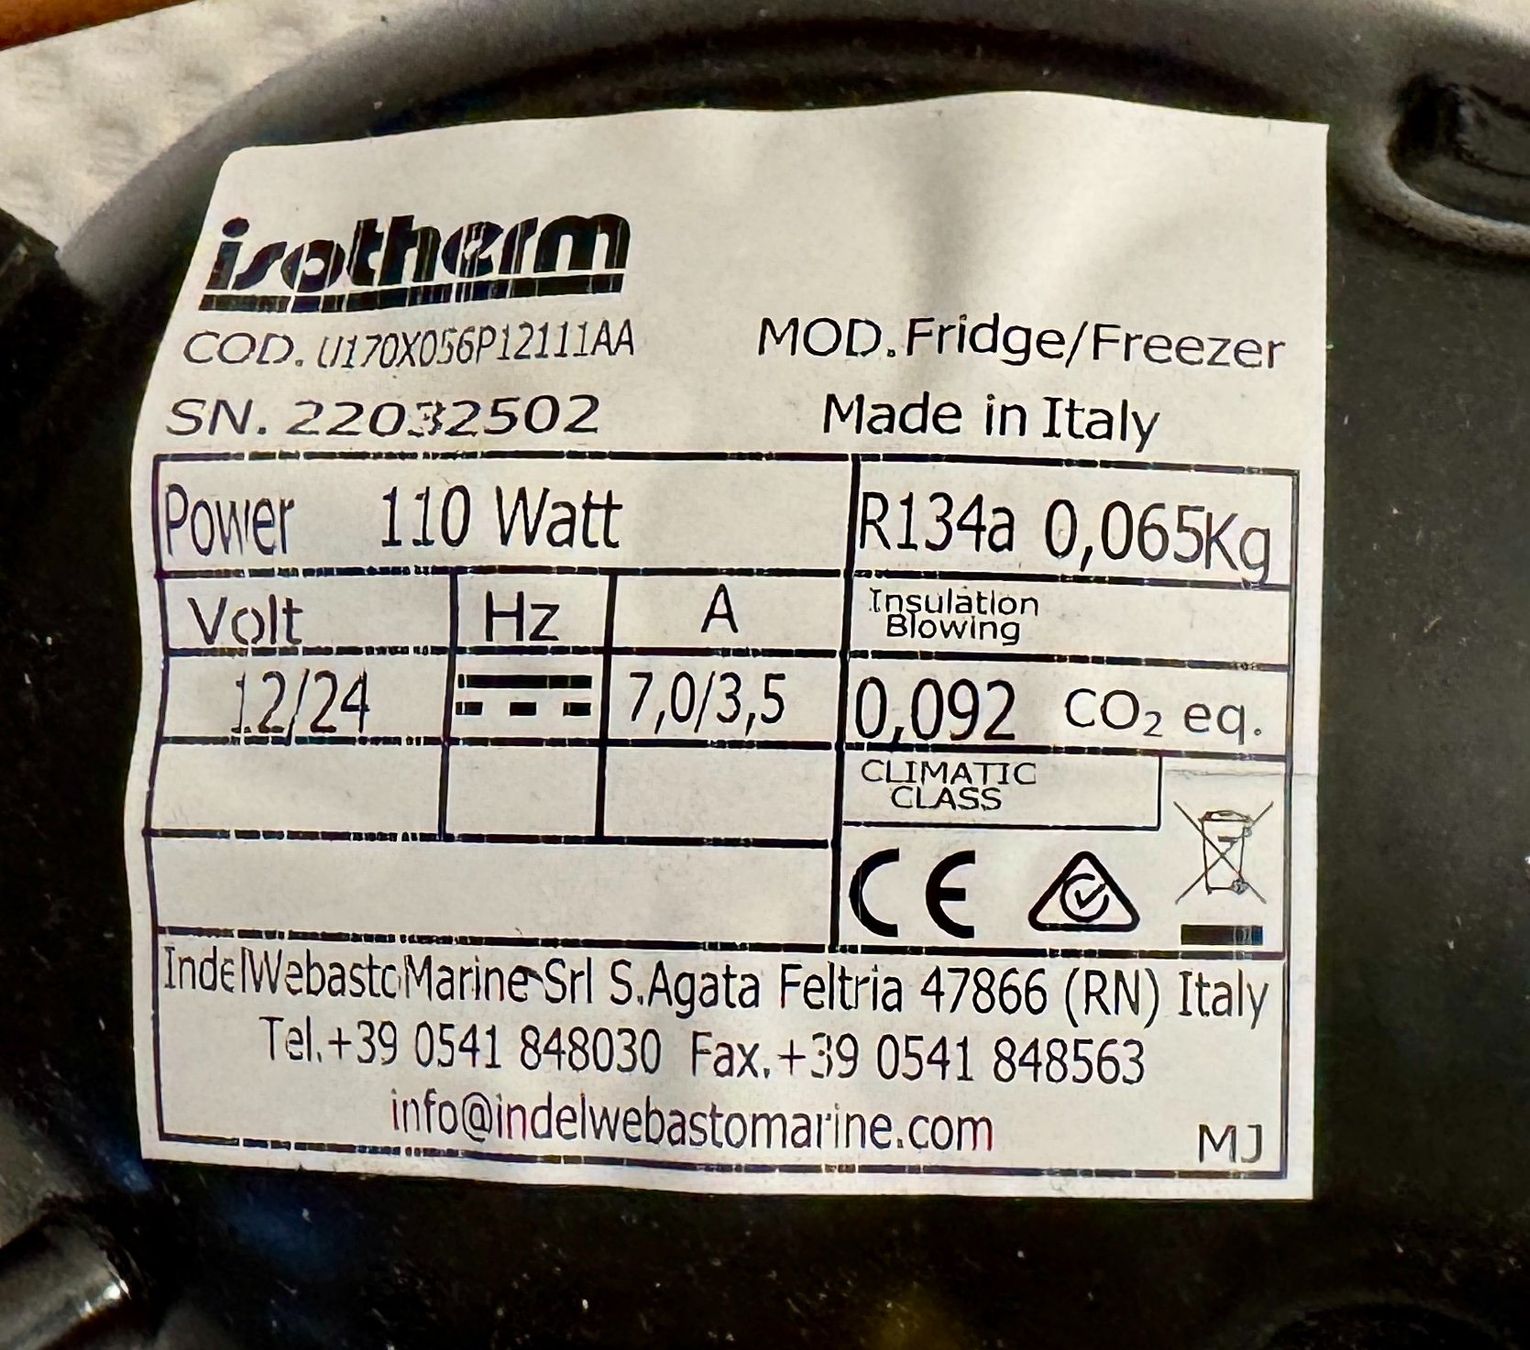 isotherm
COD. U170X056P12111AA MOD. Fridge/Freezer
SN. 22032502 Made in Italy
Power 110 Watt R134a 0,065Kg
Volt Hz A Insulation
Blowing
12/24 7,0/3,5 0,092 CO₂ eq.
CLIMATIC
CLASS
CE
IndelWebastoMarine Srl S.Agata Feltria 47866 (RN) Italy
Tel.+39 0541 848030 Fax.+39 0541 848563
info@indelwebastomarine.com
MJ